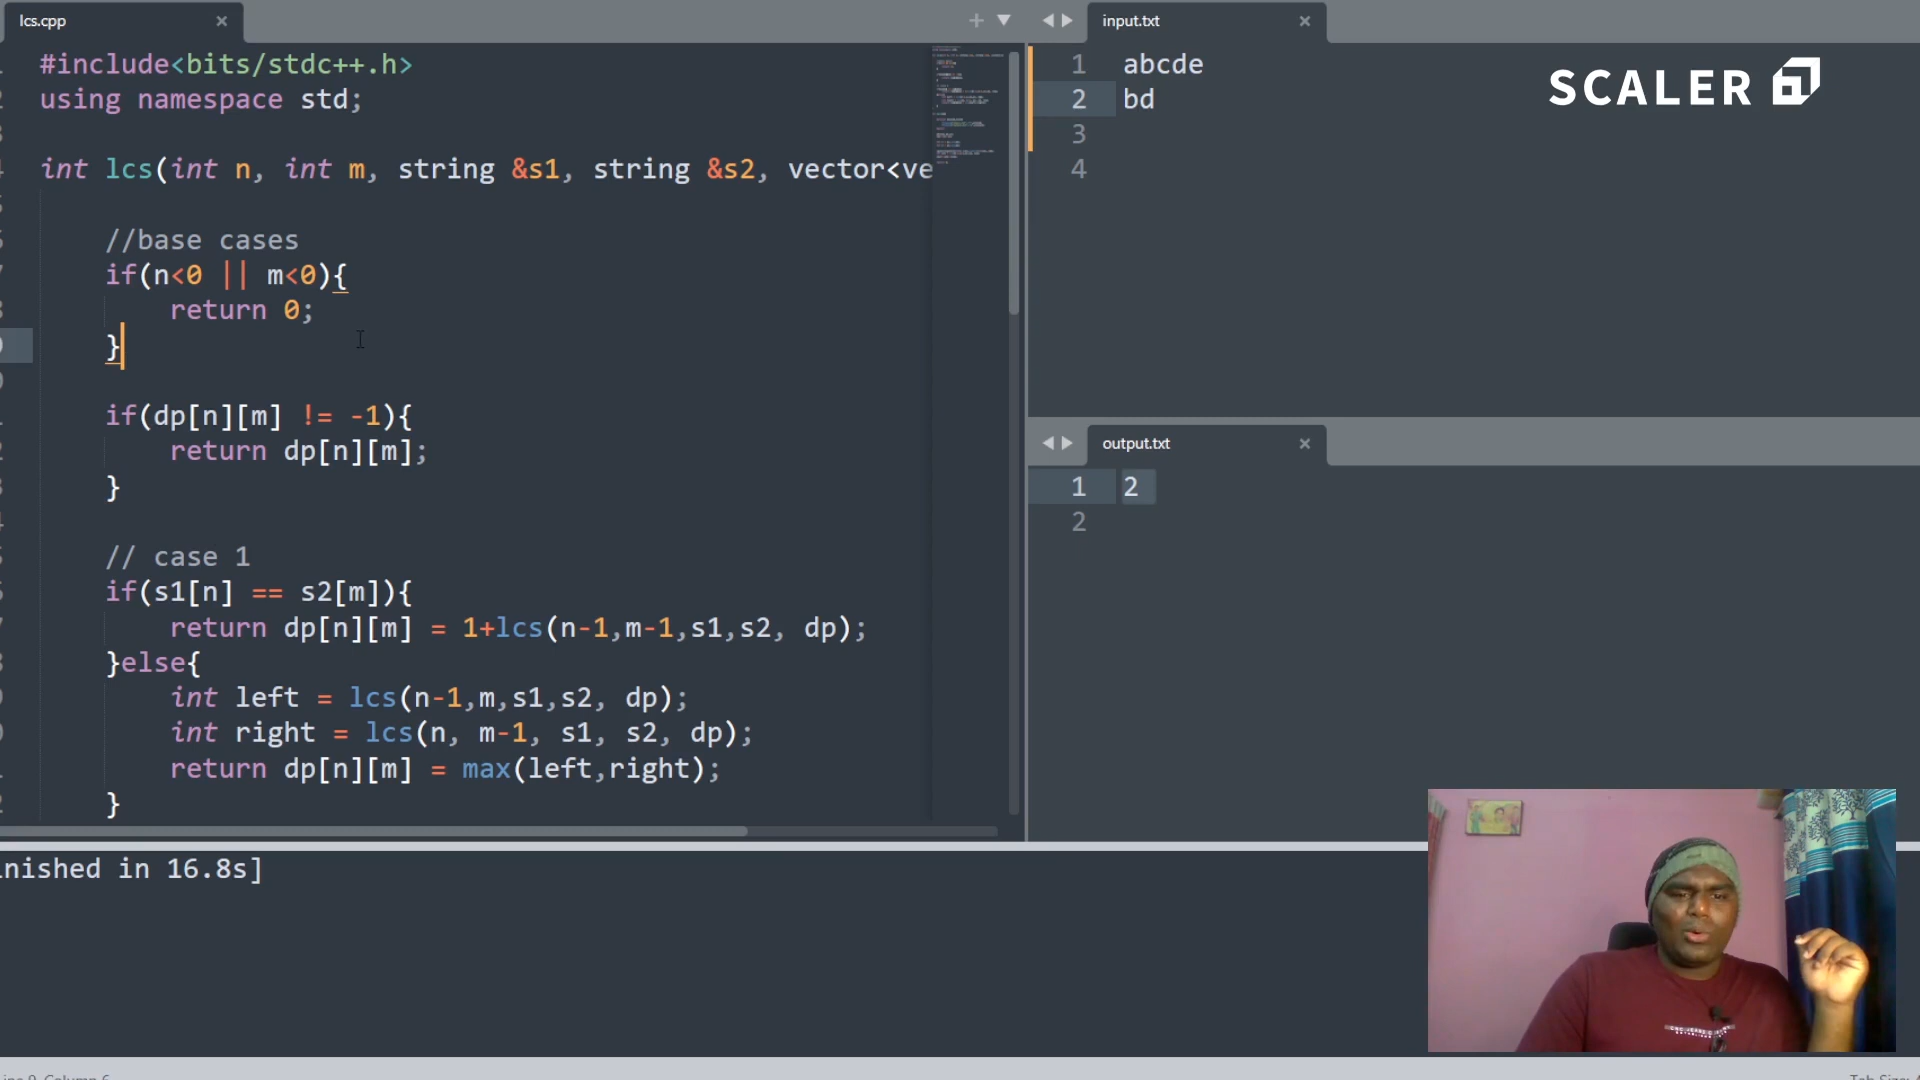 lcs.cpp
#include<bits/stdc++.h>
using namespace std;
int lcs(int n, int m, string &s1, string &s2, vector<ve
//base cases
if(n<0 || m<0){
return 0;
}
if(dp[n][m] != -1){
return dp[n][m];
}
// case 1
if(s1[n] == s2[m]){
return dp[n][m] = 1+lcs(n-1,m-1,s1,s2, dp);
}else{
int left = lcs(n-1,m,s1,s2, dp);
int right = lcs(n, m-1, s1, s2, dp);
return dp[n][m] = max(left,right);
}
input.txt
1 abcde
2 bd
3
4
SCALER
output.txt
1 2
2
nished in 16.8s]